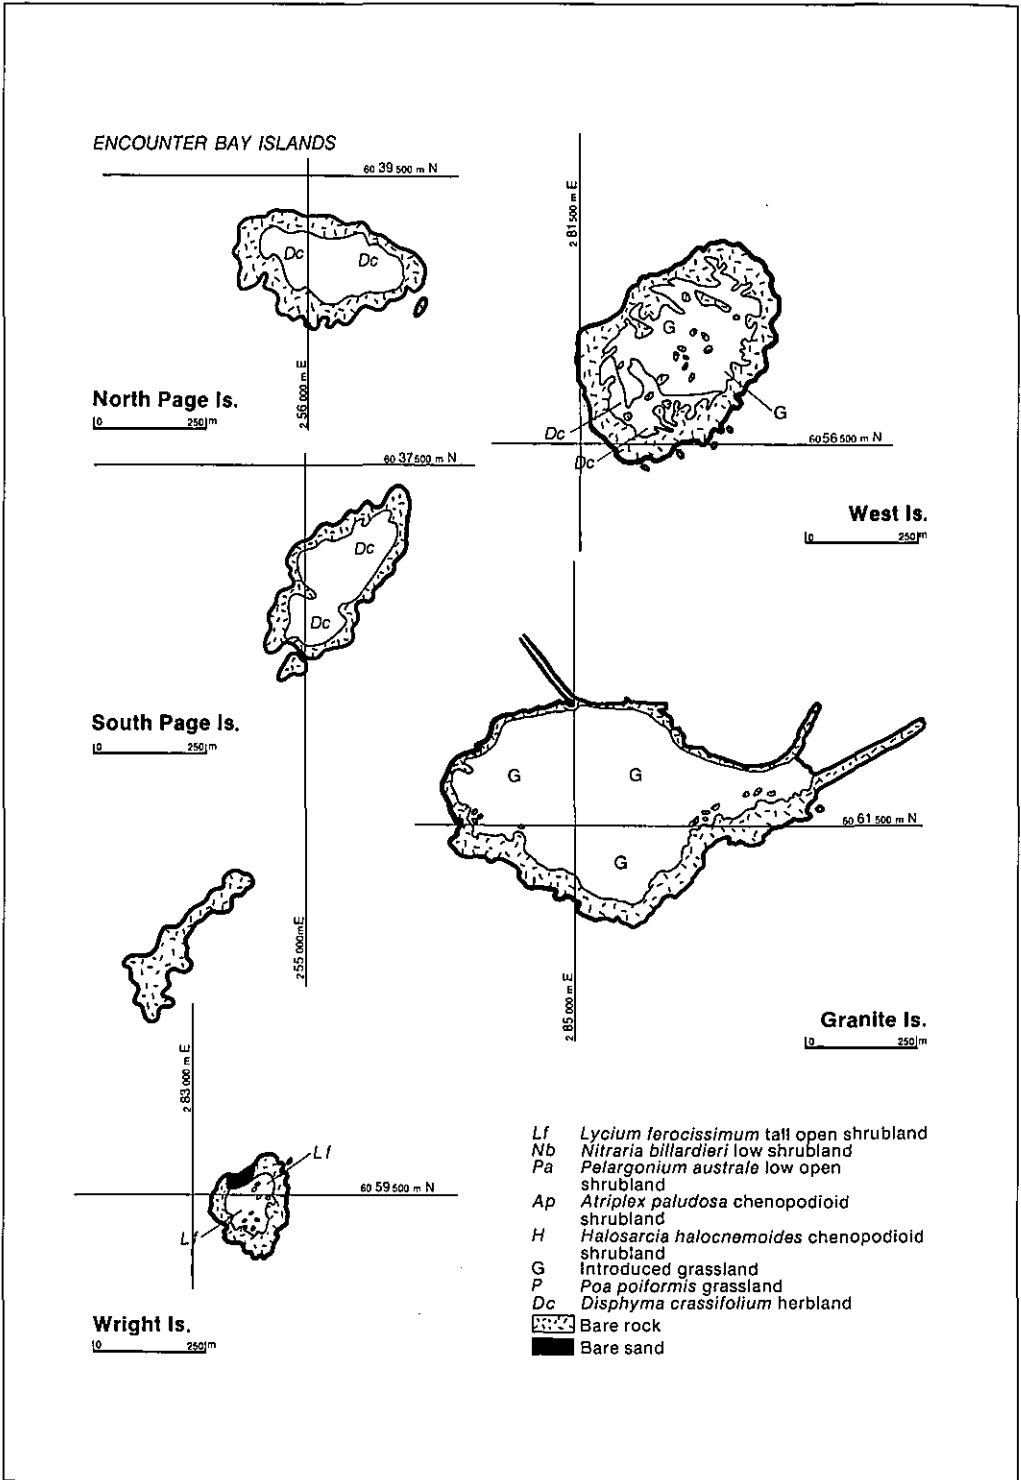 ENCOUNTER BAY ISLANDS
60 39 500 m N
Dc
Dc
2 56 000 m E
North Page Is.
0 250 m
2 81 500 m E
G
G
Dc
Dc
60 56 500 m N
West Is.
0 250 m
60 37 500 m N
Dc
Dc
South Page Is.
0 250 m
2 55 000 m E
G
G
60 61 500 m N
G
2 85 000 m E
Granite Is.
0 250 m
2 83 000 m E
Lf
60 59 500 m N
Lf
Wright Is.
0 250 m
Lf Lycium ferocissimum tall open shrubland
Nb Nitraria billardieri low shrubland
Pa Pelargonium australe low open
shrubland
Ap Atriplex paludosa chenopodioid
shrubland
H Halosarcia halocnemoides chenopodioid
shrubland
G Introduced grassland
P Poa poiformis grassland
Dc Disphyma crassifolium herbland
Bare rock
Bare sand